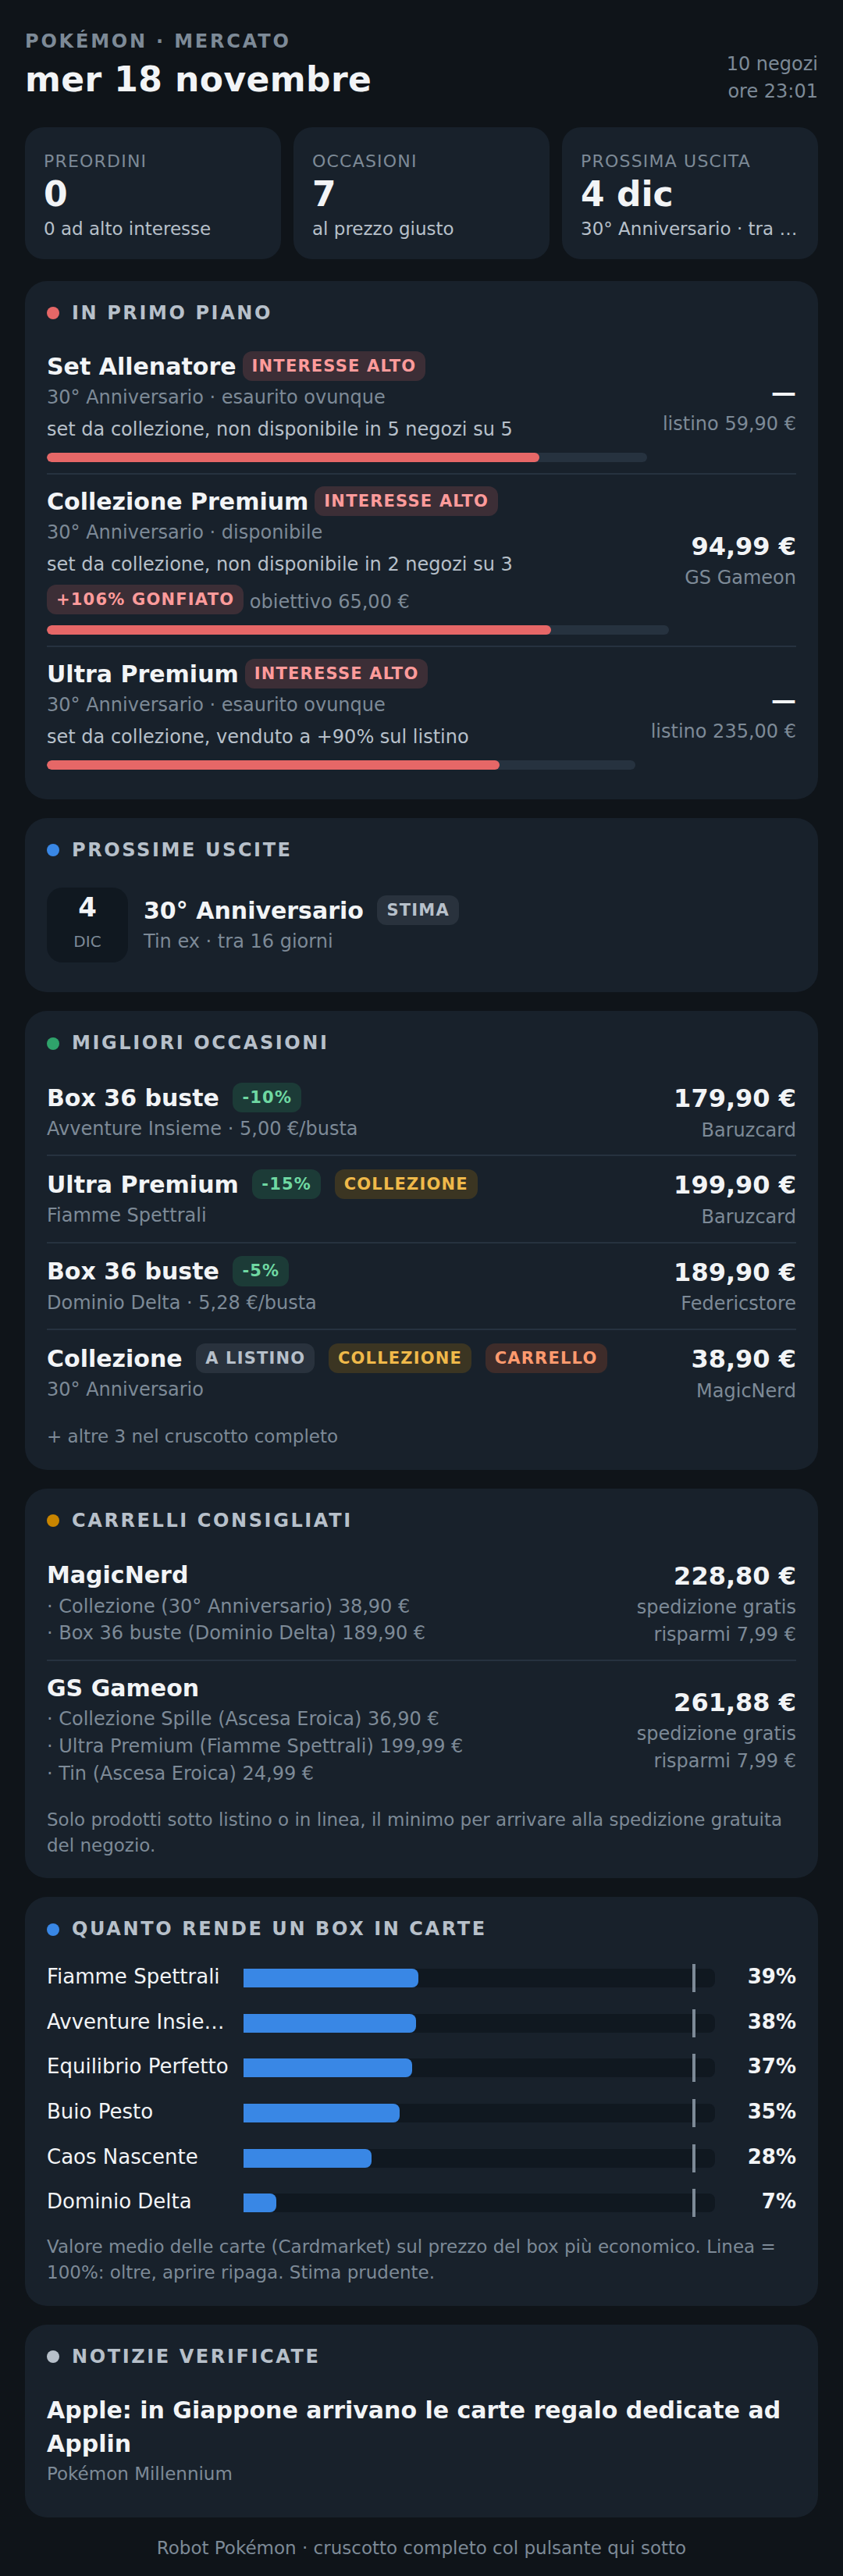 POKÉMON · MERCATO
mer 18 novembre
10 negozi
ore 23:01
PREORDINI
0
0 ad alto interesse
OCCASIONI
7
al prezzo giusto
PROSSIMA USCITA
4 dic
30° Anniversario · tra …
IN PRIMO PIANO
Set Allenatore INTERESSE ALTO
30° Anniversario · esaurito ovunque
set da collezione, non disponibile in 5 negozi su 5
—
listino 59,90 €
Collezione Premium INTERESSE ALTO
30° Anniversario · disponibile
set da collezione, non disponibile in 2 negozi su 3
+106% GONFIATO obiettivo 65,00 €
94,99 €
GS Gameon
Ultra Premium INTERESSE ALTO
30° Anniversario · esaurito ovunque
set da collezione, venduto a +90% sul listino
—
listino 235,00 €
PROSSIME USCITE
4
DIC
30° Anniversario STIMA
Tin ex · tra 16 giorni
MIGLIORI OCCASIONI
Box 36 buste -10%
Avventure Insieme · 5,00 €/busta
179,90 €
Baruzcard
Ultra Premium -15% COLLEZIONE
Fiamme Spettrali
199,90 €
Baruzcard
Box 36 buste -5%
Dominio Delta · 5,28 €/busta
189,90 €
Federicstore
Collezione A LISTINO COLLEZIONE CARRELLO
30° Anniversario
38,90 €
MagicNerd
+ altre 3 nel cruscotto completo
CARRELLI CONSIGLIATI
MagicNerd
· Collezione (30° Anniversario) 38,90 €
· Box 36 buste (Dominio Delta) 189,90 €
228,80 €
spedizione gratis
risparmi 7,99 €
GS Gameon
· Collezione Spille (Ascesa Eroica) 36,90 €
· Ultra Premium (Fiamme Spettrali) 199,99 €
· Tin (Ascesa Eroica) 24,99 €
261,88 €
spedizione gratis
risparmi 7,99 €
Solo prodotti sotto listino o in linea, il minimo per arrivare alla spedizione gratuita
del negozio.
QUANTO RENDE UN BOX IN CARTE
Fiamme Spettrali 39%
Avventure Insie… 38%
Equilibrio Perfetto 37%
Buio Pesto 35%
Caos Nascente 28%
Dominio Delta 7%
Valore medio delle carte (Cardmarket) sul prezzo del box più economico. Linea =
100%: oltre, aprire ripaga. Stima prudente.
NOTIZIE VERIFICATE
Apple: in Giappone arrivano le carte regalo dedicate ad
Applin
Pokémon Millennium
Robot Pokémon · cruscotto completo col pulsante qui sotto